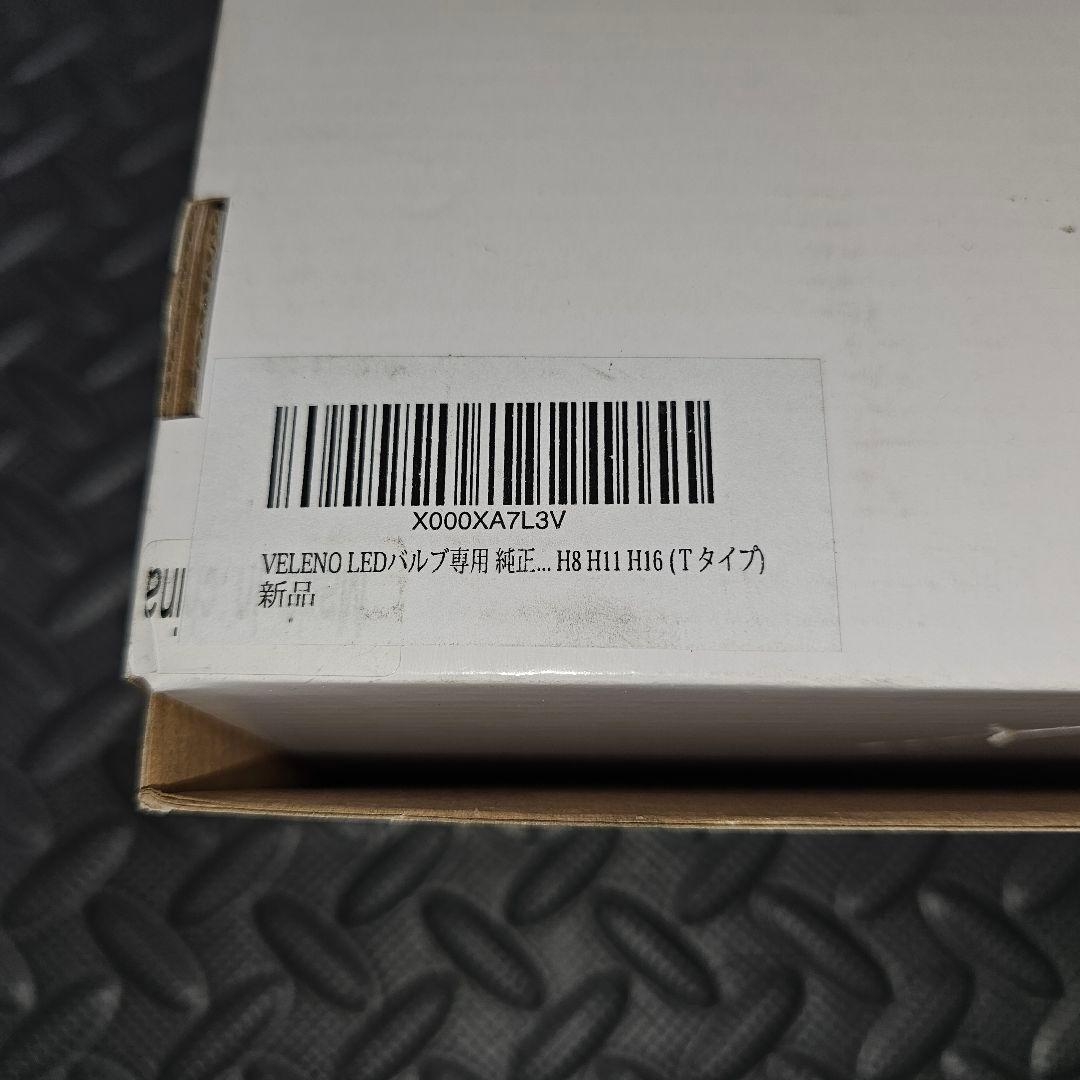 X000XA7L3V
VELENO LEDバルブ専用 純正... H8 H11 H16 (T タイプ)
新品
ina